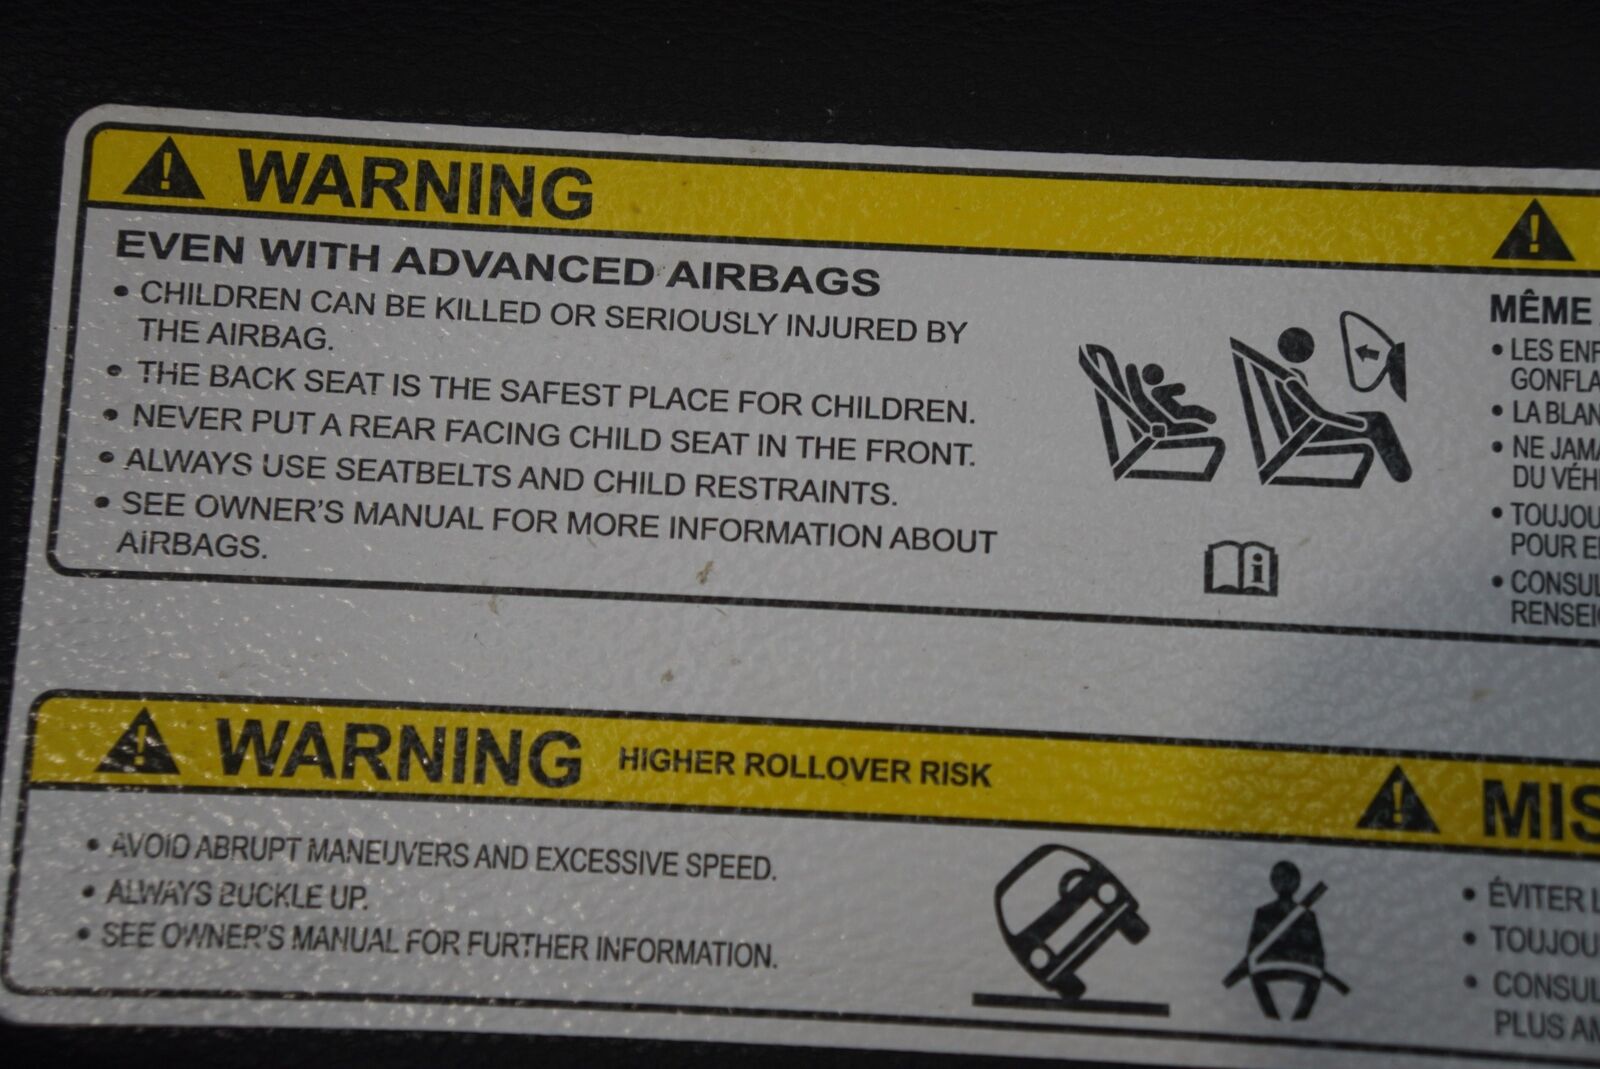 WARNING
EVEN WITH ADVANCED AIRBAGS
• CHILDREN CAN BE KILLED OR SERIOUSLY INJURED BY
THE AIRBAG.
• THE BACK SEAT IS THE SAFEST PLACE FOR CHILDREN.
• NEVER PUT A REAR FACING CHILD SEAT IN THE FRONT.
• ALWAYS USE SEATBELTS AND CHILD RESTRAINTS.
• SEE OWNER'S MANUAL FOR MORE INFORMATION ABOUT
AIRBAGS.
MÊME
• LES ENF
GONFLA
• LA BLAN
• NE JAMA
DU VÉH
• TOUJOU
POUR E
• CONSUL
RENSEI
WARNING HIGHER ROLLOVER RISK
• AVOID ABRUPT MANEUVERS AND EXCESSIVE SPEED.
• ALWAYS BUCKLE UP.
• SEE OWNER'S MANUAL FOR FURTHER INFORMATION.
MIS
• ÉVITER L
• TOUJOU
• CONSUL
PLUS AM